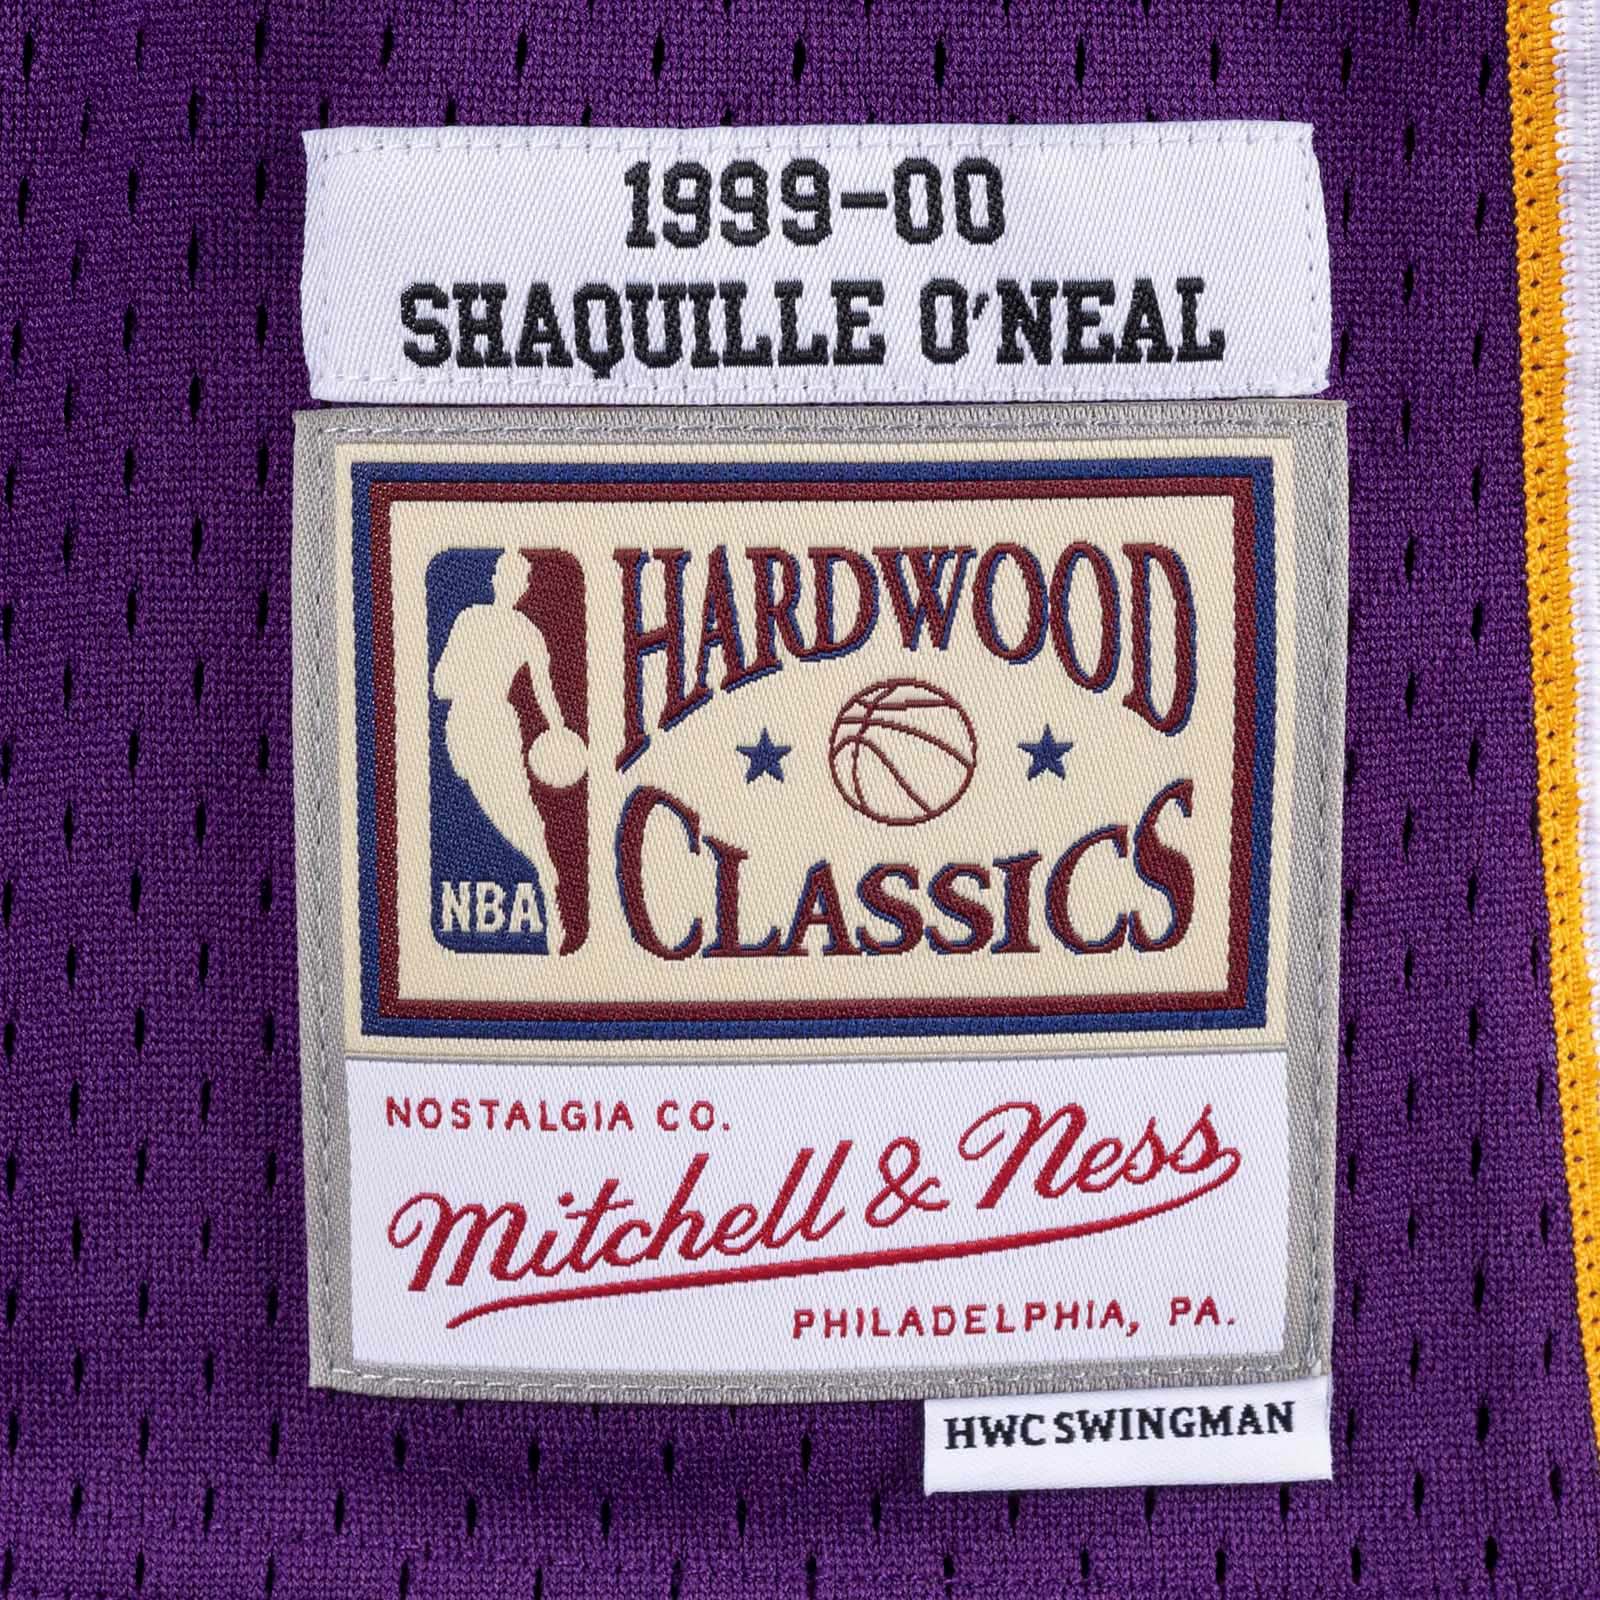 1999-00
SHAQUILLE O'NEAL
HARDWOOD
CLASSICS
NBA
NOSTALGIA CO.
Mitchell & Ness
PHILADELPHIA, PA.
HWC SWINGMAN